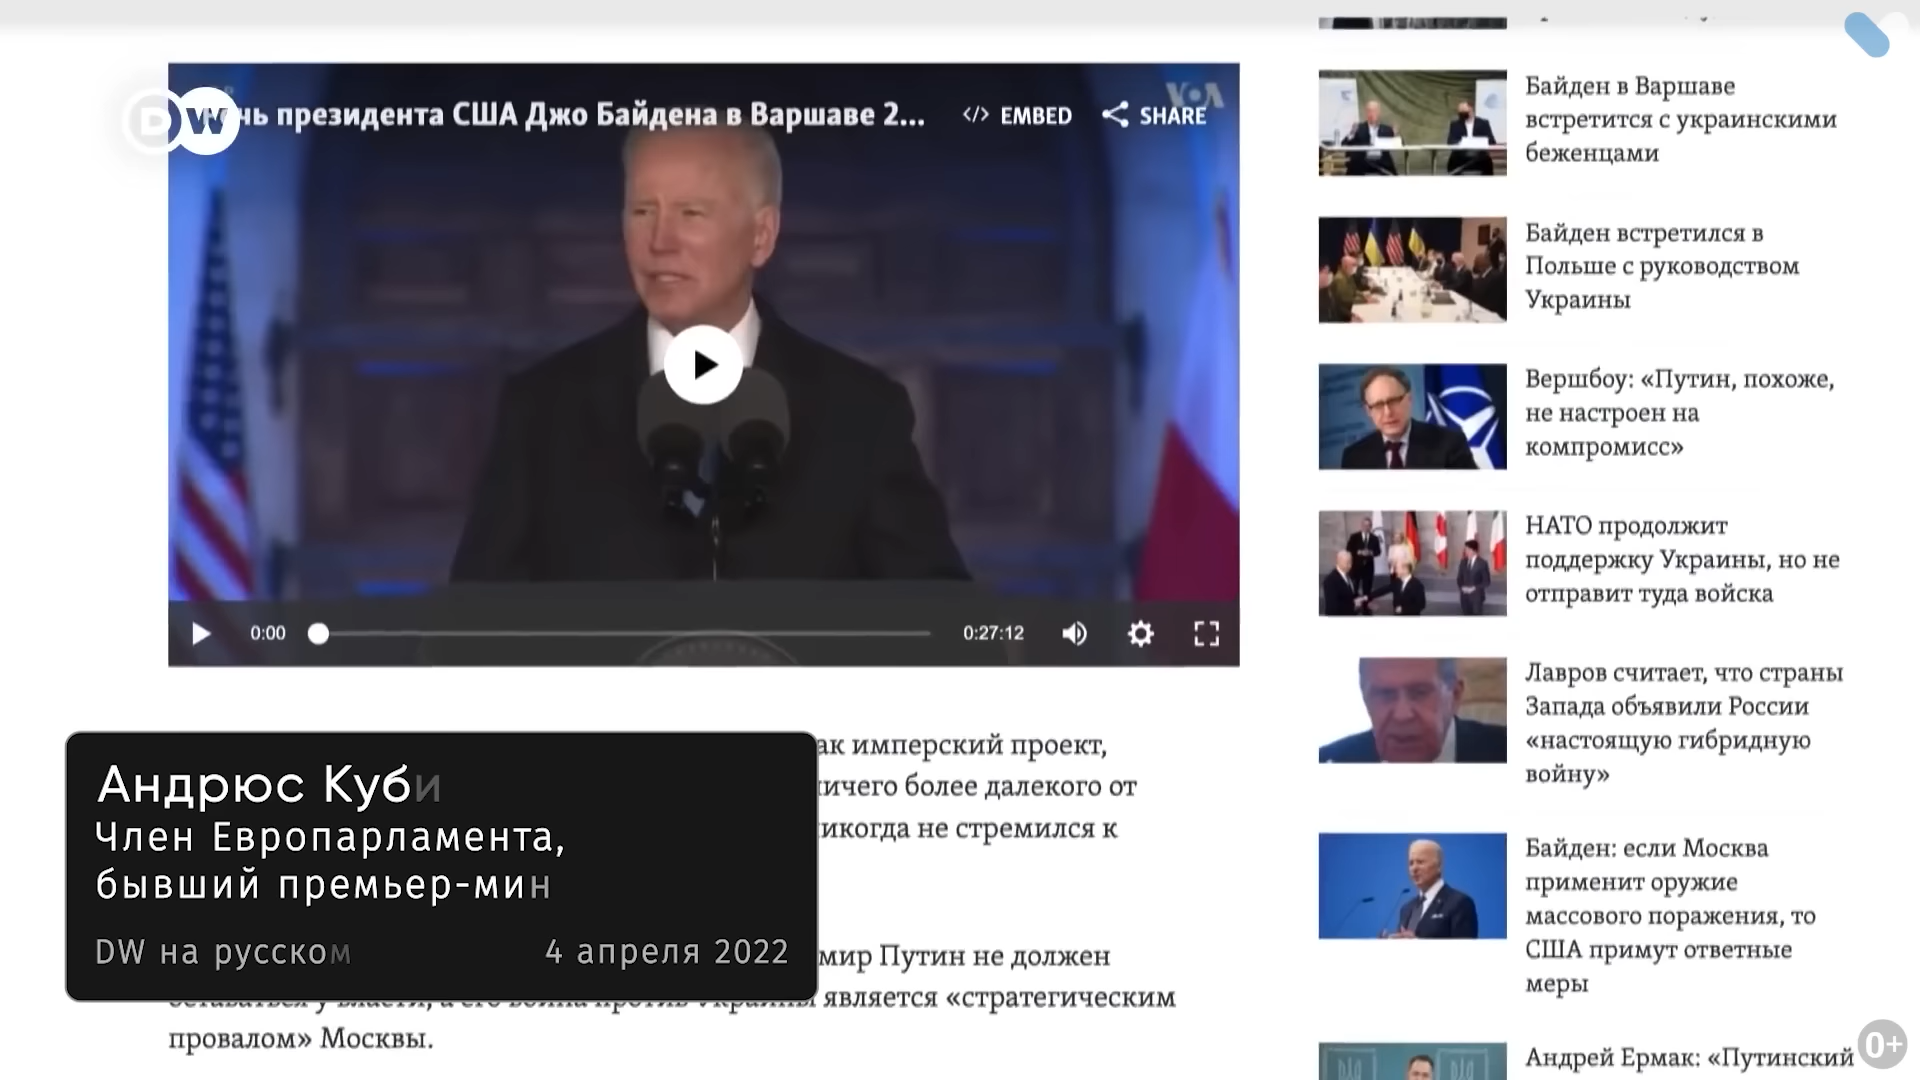 DW
VOA
президента США Джо Байдена в Варшаве 2...
</> EMBED
SHARE
0:00
0:27:12
имперский проект,
более далекого от
не стремился к
Путин не должен
является «стратегическим
провалом» Москвы.
Андрюс Куби
Член Европарламента,
бывший премьер-мин
DW на русском
4 апреля 2022
Байден в Варшаве
встретится с украинскими
беженцами
Байден встретился в
Польше с руководством
Украины
Вершбоу: «Путин, похоже,
не настроен на
компромисс»
НАТО продолжит
поддержку Украины, но не
отправит туда войска
Лавров считает, что страны
Запада объявили России
«настоящую гибридную
войну»
Байден: если Москва
применит оружие
массового поражения, то
США примут ответные
меры
Андрей Ермак: «Путинский
0+